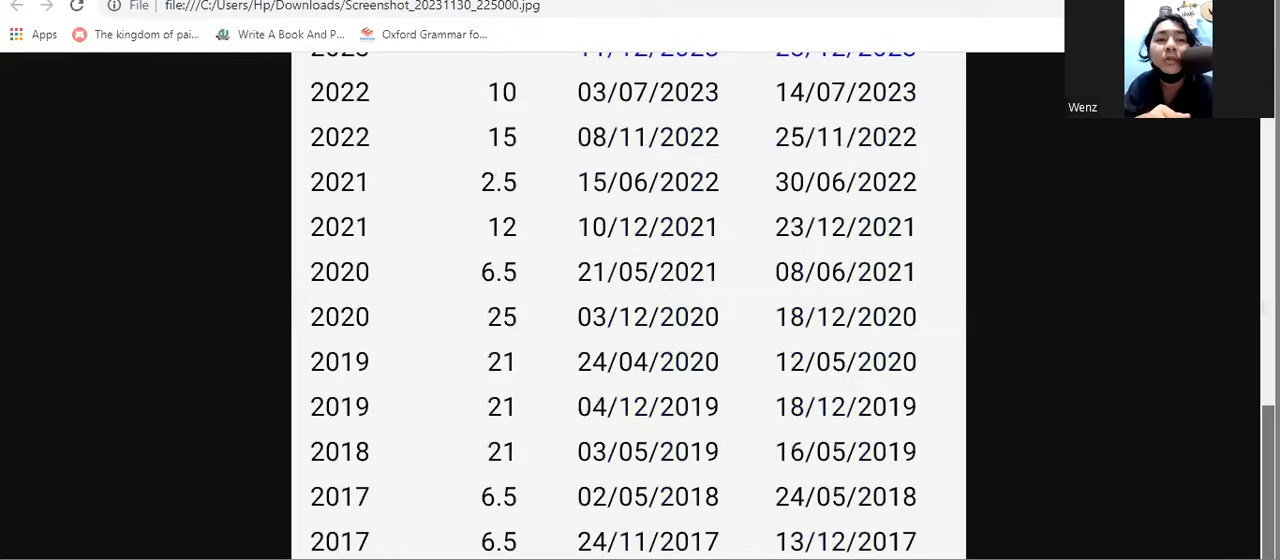 File file:///C:/Users/Hp/Downloads/Screenshot_20231130_225000.jpg
Apps The kingdom of pai... Write A Book And P... Oxford Grammar fo...
Wenz
2022 10 03/07/2023 14/07/2023
2022 15 08/11/2022 25/11/2022
2021 2.5 15/06/2022 30/06/2022
2021 12 10/12/2021 23/12/2021
2020 6.5 21/05/2021 08/06/2021
2020 25 03/12/2020 18/12/2020
2019 21 24/04/2020 12/05/2020
2019 21 04/12/2019 18/12/2019
2018 21 03/05/2019 16/05/2019
2017 6.5 02/05/2018 24/05/2018
2017 6.5 24/11/2017 13/12/2017